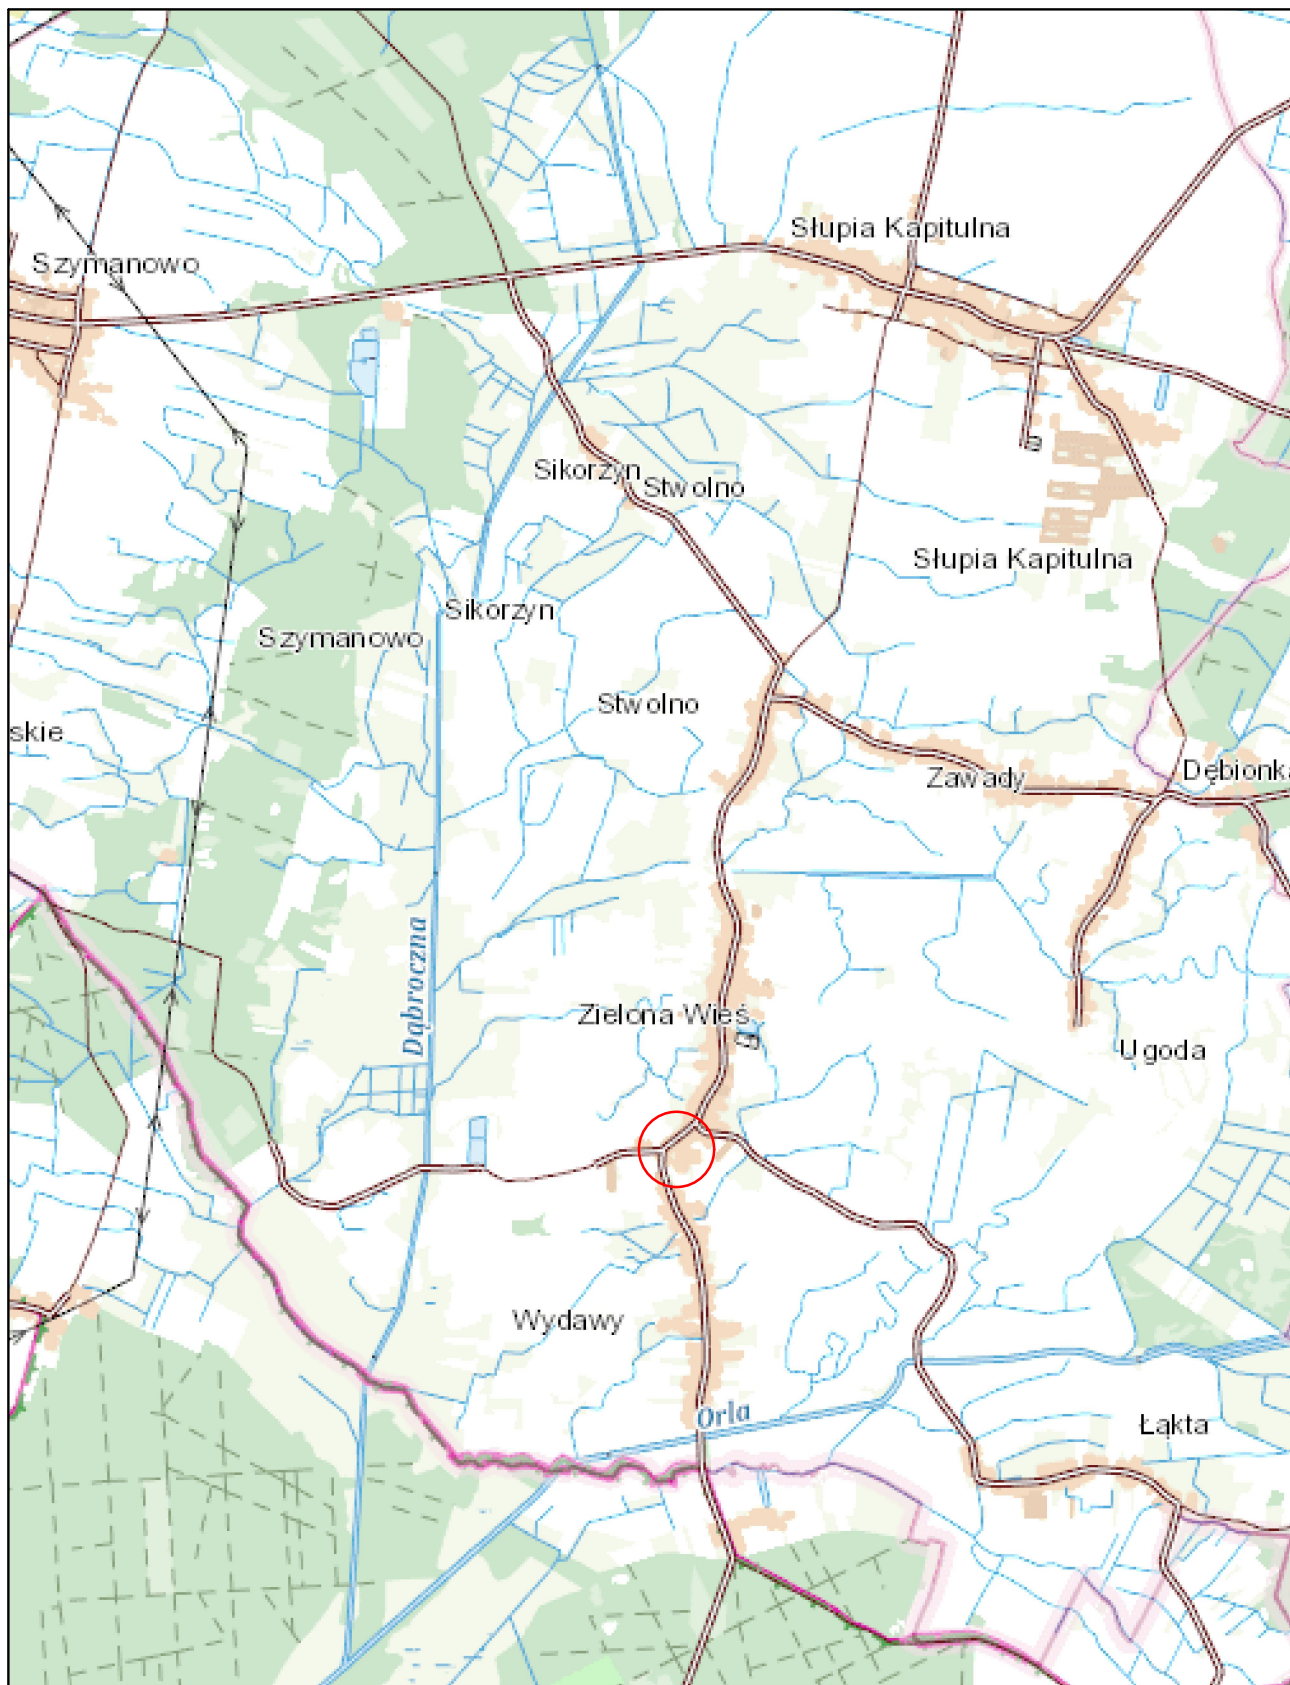 Słupia Kapitulna
Szymanowo
Sikorzyn
Stwolno
Słupia Kapitulna
Sikorzyn
Szymanowo
Stwolno
skie
Zawady
Dębionka
Dąbroczna
Zielona Wieś
Ugoda
Wydawy
Orla
Łąkta